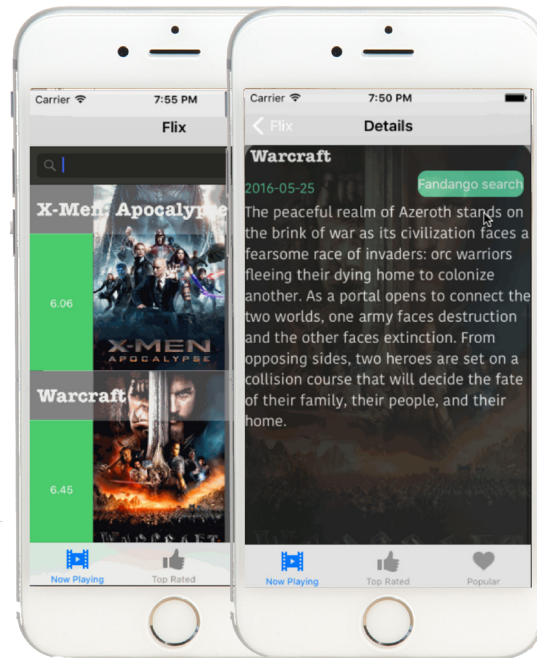 Carrier
7:55 PM
Flix
X-Men: Apocalypse
6.06
X-MEN
APOCALYPSE
Warcraft
6.45
WARCRAFT
Now Playing
Top Rated
Carrier
7:50 PM
Flix
Details
Warcraft
2016-05-25
Fandango search
The peaceful realm of Azeroth stands on
the brink of war as its civilization faces a
fearsome race of invaders: orc warriors
fleeing their dying home to colonize
another. As a portal opens to connect the
two worlds, one army faces destruction
and the other faces extinction. From
opposing sides, two heroes are set on a
collision course that will decide the fate
of their family, their people, and their
home.
Now Playing
Top Rated
Popular